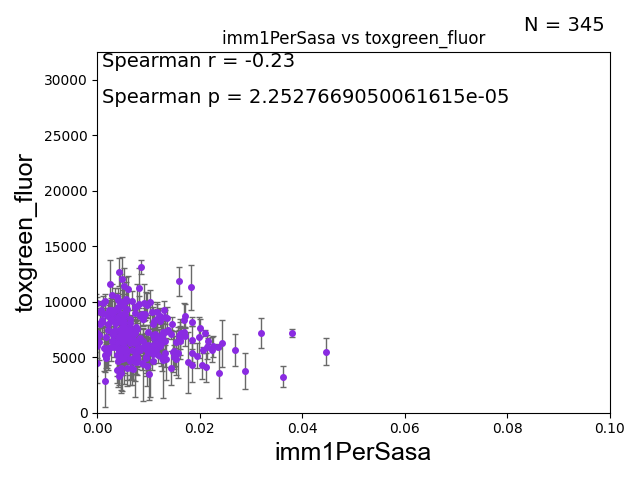 N = 345
imm1PerSasa vs toxgreen_fluor
Spearman r = -0.23
Spearman p = 2.2527669050061615e-05
30000
25000
20000
15000
10000
5000
0
toxgreen_fluor
0.00 0.02 0.04 0.06 0.08 0.10
imm1PerSasa